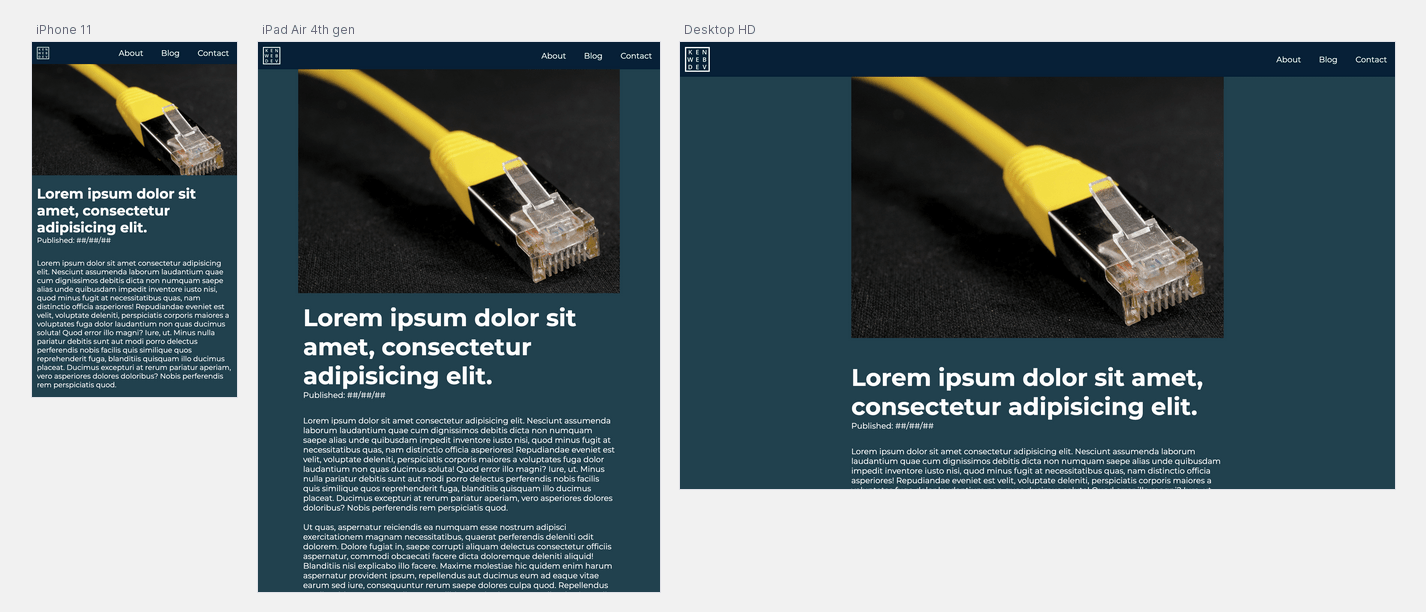 iPhone 11
About Blog Contact
Lorem ipsum dolor sit
amet, consectetur
adipisicing elit.
Published: ##/##/##
Lorem ipsum dolor sit amet consectetur adipisicing
elit. Nesciunt assumenda laborum laudantium quae
cum dignissimos debitis dicta non numquam saepe
alias unde quibusdam impedit inventore iusto nisi,
quod minus fugit at necessitatibus quas, nam
distinctio officia asperiores! Repudiandae eveniet est
velit, voluptate deleniti, perspiciatis corporis maiores a
voluptates fuga dolor laudantium non quas ducimus
soluta! Quod error illo magni? Iure, ut. Minus nulla
pariatur debitis sunt aut modi porro delectus
perferendis nobis facilis quis similique quos
reprehenderit fuga, blanditiis quisquam illo ducimus
placeat. Ducimus excepturi at rerum pariatur aperiam,
vero asperiores dolores doloribus? Nobis perferendis
rem perspiciatis quod.
iPad Air 4th gen
KEN
WEB
DEV
About Blog Contact
Lorem ipsum dolor sit
amet, consectetur
adipisicing elit.
Published: ##/##/##
Lorem ipsum dolor sit amet consectetur adipisicing elit. Nesciunt assumenda
laborum laudantium quae cum dignissimos debitis dicta non numquam
saepe alias unde quibusdam impedit inventore iusto nisi, quod minus fugit at
necessitatibus quas, nam distinctio officia asperiores! Repudiandae eveniet est
velit, voluptate deleniti, perspiciatis corporis maiores a voluptates fuga dolor
laudantium non quas ducimus soluta! Quod error illo magni? Iure, ut. Minus
nulla pariatur debitis sunt aut modi porro delectus perferendis nobis facilis
quis similique quos reprehenderit fuga, blanditiis quisquam illo ducimus
placeat. Ducimus excepturi at rerum pariatur aperiam, vero asperiores dolores
doloribus? Nobis perferendis rem perspiciatis quod.
Ut quas, aspernatur reiciendis ea numquam esse nostrum adipisci
exercitationem magnam necessitatibus, quaerat perferendis deleniti odit
dolorem. Dolore fugiat in, saepe corrupti aliquam delectus consectetur officiis
aspernatur, commodi obcaecati facere dicta doloremque deleniti aliquid!
Blanditiis nisi explicabo illo facere. Maxime molestiae hic quidem enim harum
aspernatur provident ipsum, repellendus aut ducimus eum ad eaque vitae
earum sed iure, consequuntur rerum saepe dolores culpa quod. Repellendus
Desktop HD
KEN
WEB
DEV
About Blog Contact
Lorem ipsum dolor sit amet,
consectetur adipisicing elit.
Published: ##/##/##
Lorem ipsum dolor sit amet consectetur adipisicing elit. Nesciunt assumenda laborum
laudantium quae cum dignissimos debitis dicta non numquam saepe alias unde quibusdam
impedit inventore iusto nisi, quod minus fugit at necessitatibus quas, nam distinctio officia
asperiores! Repudiandae eveniet est velit, voluptate deleniti, perspiciatis corporis maiores a